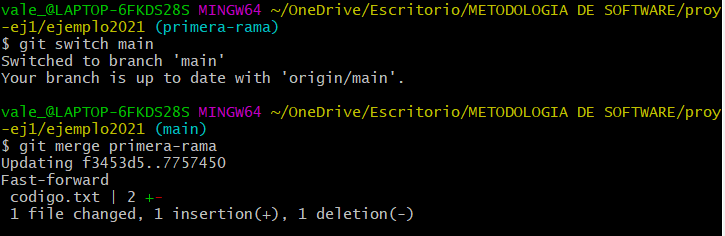 vale_@LAPTOP-6FKDS28S MINGW64 ~/OneDrive/Escritorio/METODOLOGIA DE SOFTWARE/proy
-ej1/ejemplo2021 (primera-rama)
$ git switch main
Switched to branch 'main'
Your branch is up to date with 'origin/main'.
vale_@LAPTOP-6FKDS28S MINGW64 ~/OneDrive/Escritorio/METODOLOGIA DE SOFTWARE/proy
-ej1/ejemplo2021 (main)
$ git merge primera-rama
Updating f3453d5..7757450
Fast-forward
 codigo.txt | 2 +-
 1 file changed, 1 insertion(+), 1 deletion(-)